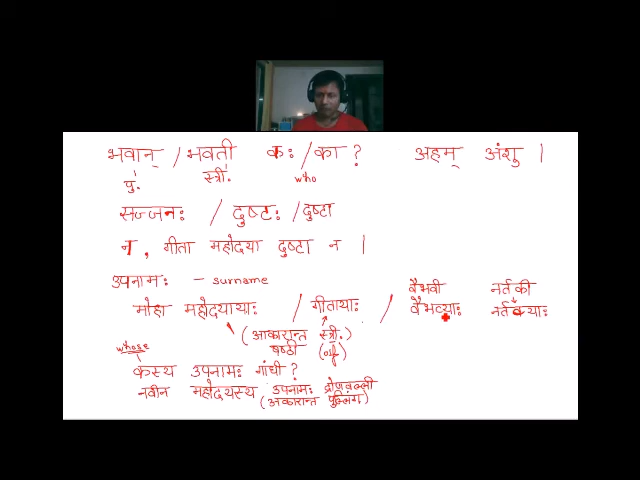 भवान् / भवती कः / का ? अहम् अंशु ।
पुं. स्त्री. who
सज्जनः / दुष्टः / दुष्टा
न , गीता महोदया दुष्टा न ।
उपनामः - surname वैभवी नर्तकी
मोहा महोदयायाः / गीतायाः / वैभव्याः नर्तक्याः
(आकारान्त स्त्री.)
षष्ठी (of)
whose
कस्य उपनामः गांधी ?
नवीन महोदयस्य उपनामः द्रोणवल्ली
(अकारान्त पुल्लिंग)